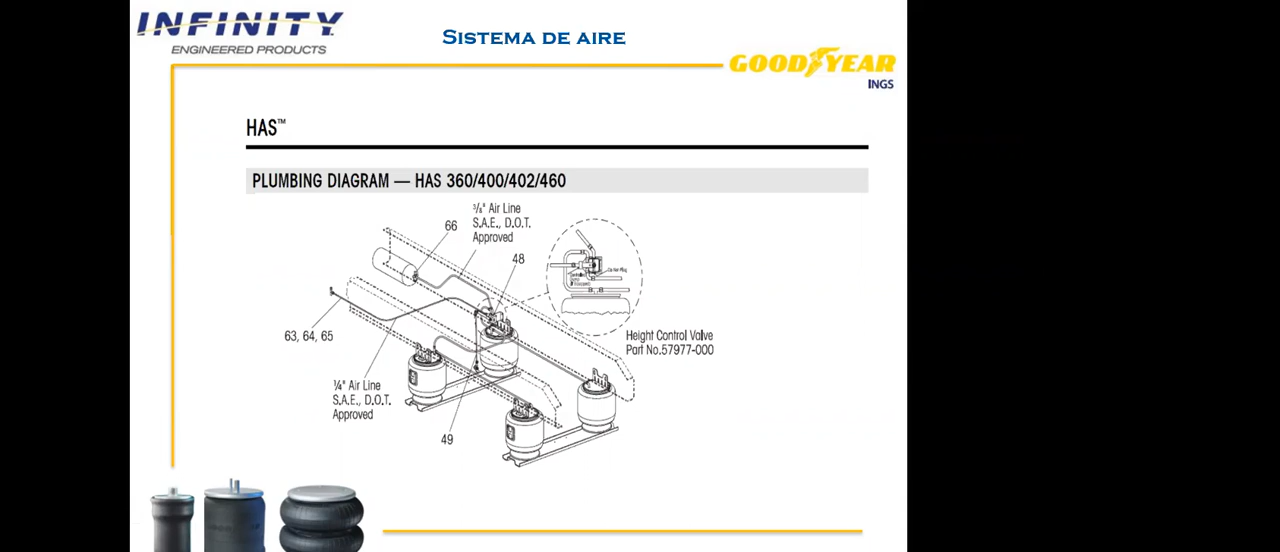 INFINITY
ENGINEERED PRODUCTS
SISTEMA DE AIRE
GOODYEAR
INGS
HAS™
PLUMBING DIAGRAM — HAS 360/400/402/460
3/8" Air Line
S.A.E., D.O.T.
Approved
66
48
63, 64, 65
Height Control Valve
Part No.57977-000
1/4" Air Line
S.A.E., D.O.T.
Approved
49